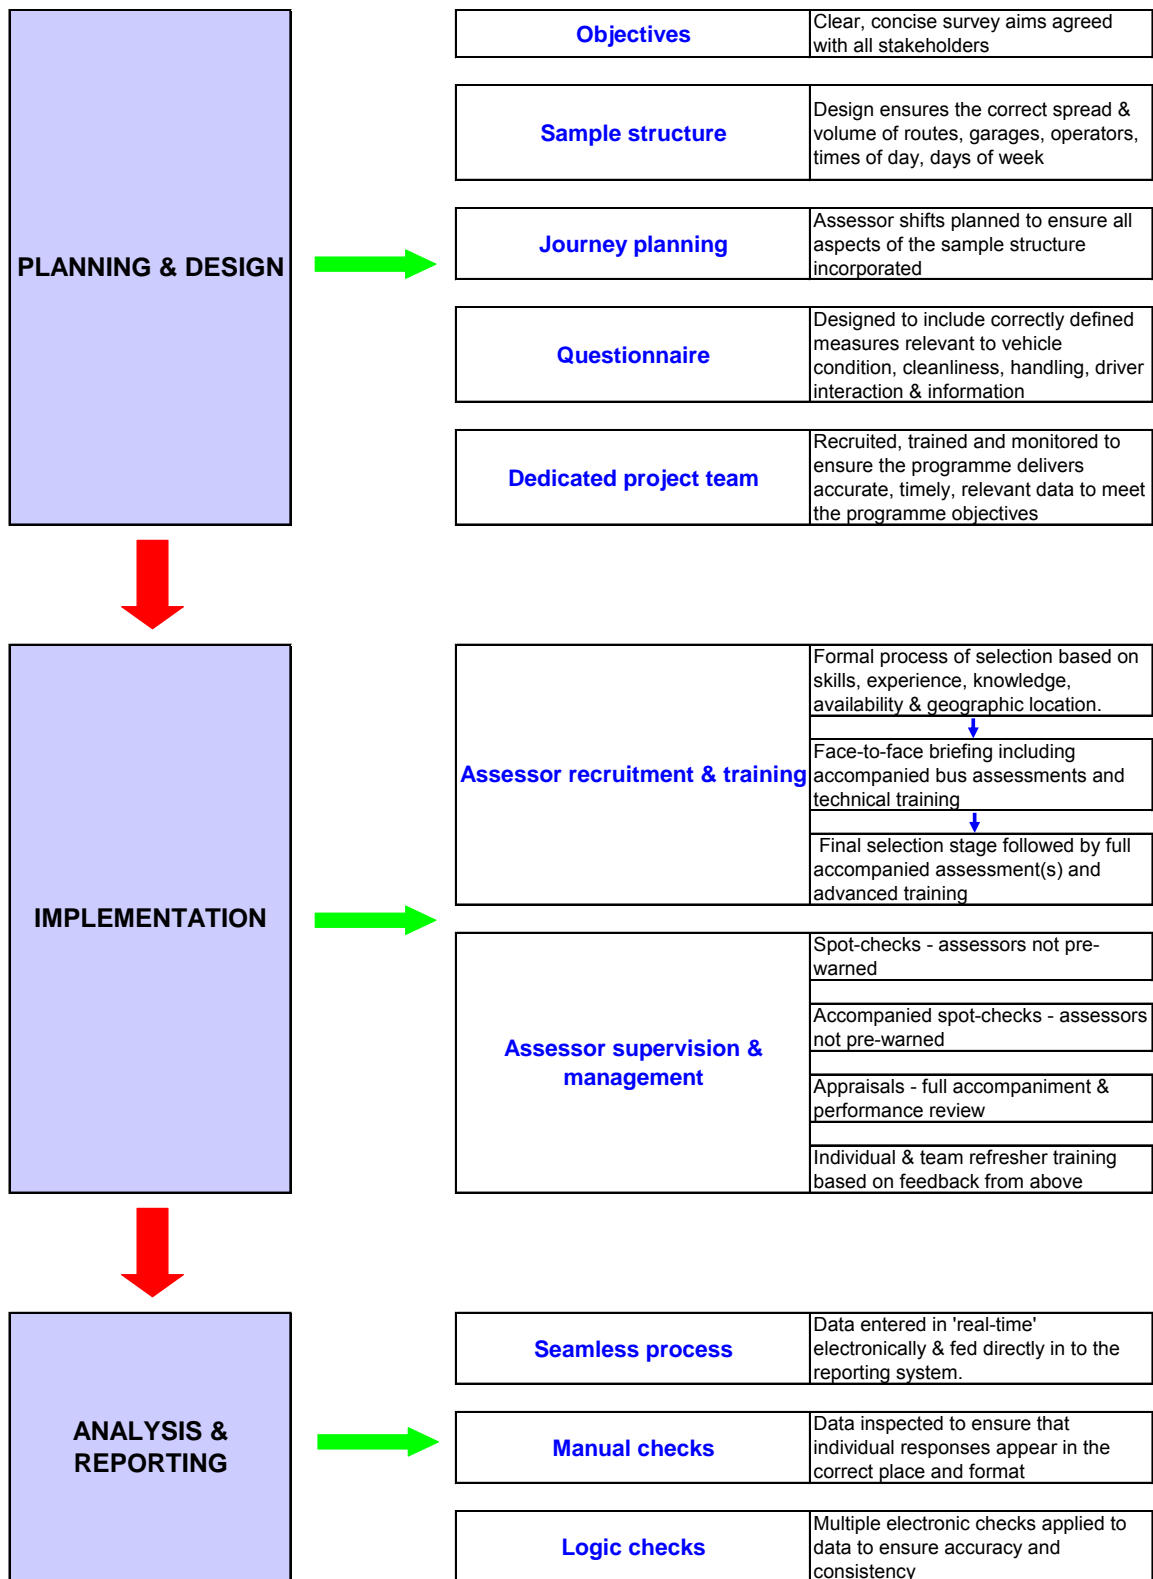 PLANNING & DESIGN
Objectives
Clear, concise survey aims agreed
with all stakeholders
Sample structure
Design ensures the correct spread &
volume of routes, garages, operators,
times of day, days of week
Journey planning
Assessor shifts planned to ensure all
aspects of the sample structure
incorporated
Questionnaire
Designed to include correctly defined
measures relevant to vehicle
condition, cleanliness, handling, driver
interaction & information
Dedicated project team
Recruited, trained and monitored to
ensure the programme delivers
accurate, timely, relevant data to meet
the programme objectives
IMPLEMENTATION
Assessor recruitment & training
Formal process of selection based on
skills, experience, knowledge,
availability & geographic location.
Face-to-face briefing including
accompanied bus assessments and
technical training
Final selection stage followed by full
accompanied assessment(s) and
advanced training
Assessor supervision &
management
Spot-checks - assessors not pre-
warned
Accompanied spot-checks - assessors
not pre-warned
Appraisals - full accompaniment &
performance review
Individual & team refresher training
based on feedback from above
ANALYSIS &
REPORTING
Seamless process
Data entered in 'real-time'
electronically & fed directly in to the
reporting system.
Manual checks
Data inspected to ensure that
individual responses appear in the
correct place and format
Logic checks
Multiple electronic checks applied to
data to ensure accuracy and
consistency